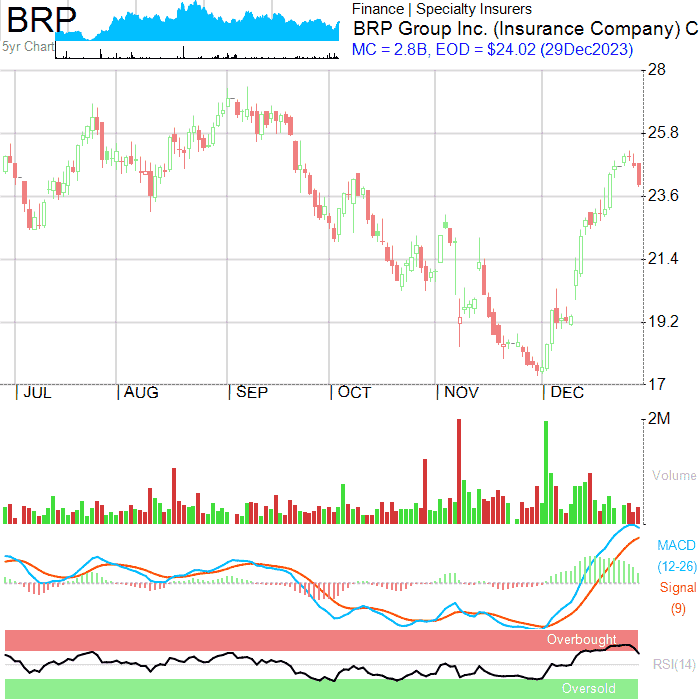 BRP
5yr Chart
Finance | Specialty Insurers
BRP Group Inc. (Insurance Company) C
MC = 2.8B, EOD = $24.02 (29Dec2023)
28
25.8
23.6
21.4
19.2
17
JUL
AUG
SEP
OCT
NOV
DEC
2M
Volume
MACD
(12-26)
Signal
(9)
Overbought
RSI(14)
Oversold